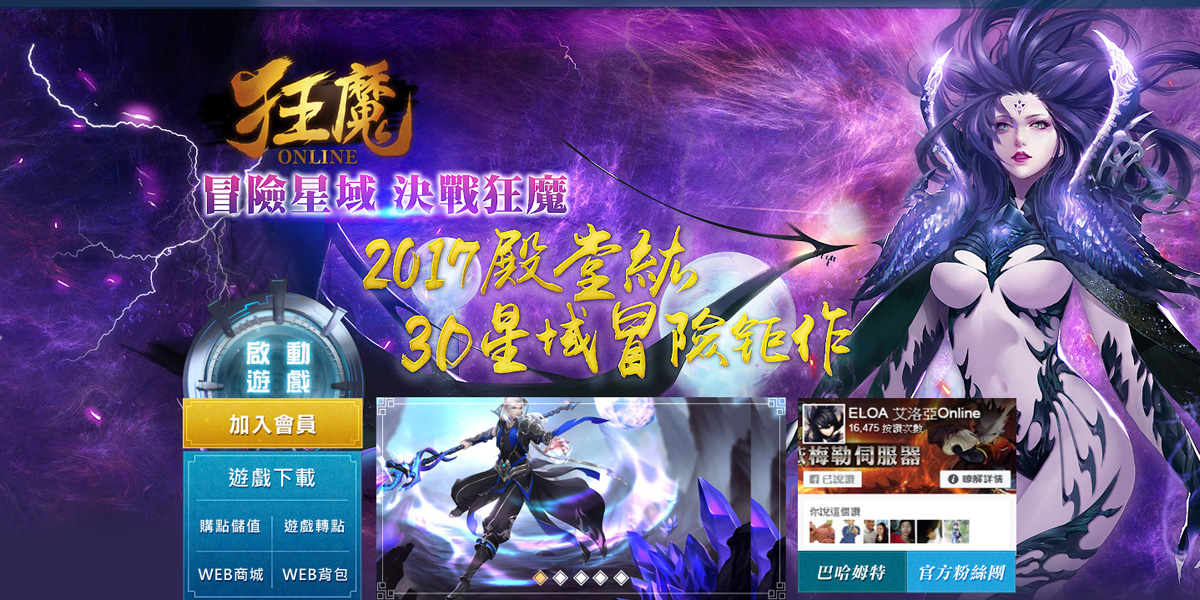 狂魔
ONLINE
冒險星域 決戰狂魔
2017殿堂級
3D星域冒險鉅作
啟動
遊戲
加入會員
遊戲下載
購點儲值 遊戲轉點
WEB商城 WEB背包
ELOA 艾洛亞Online
16,475 按讚次數
梅勒伺服器
已說讚 瞭解詳情
你說這個讚
巴哈姆特 官方粉絲團